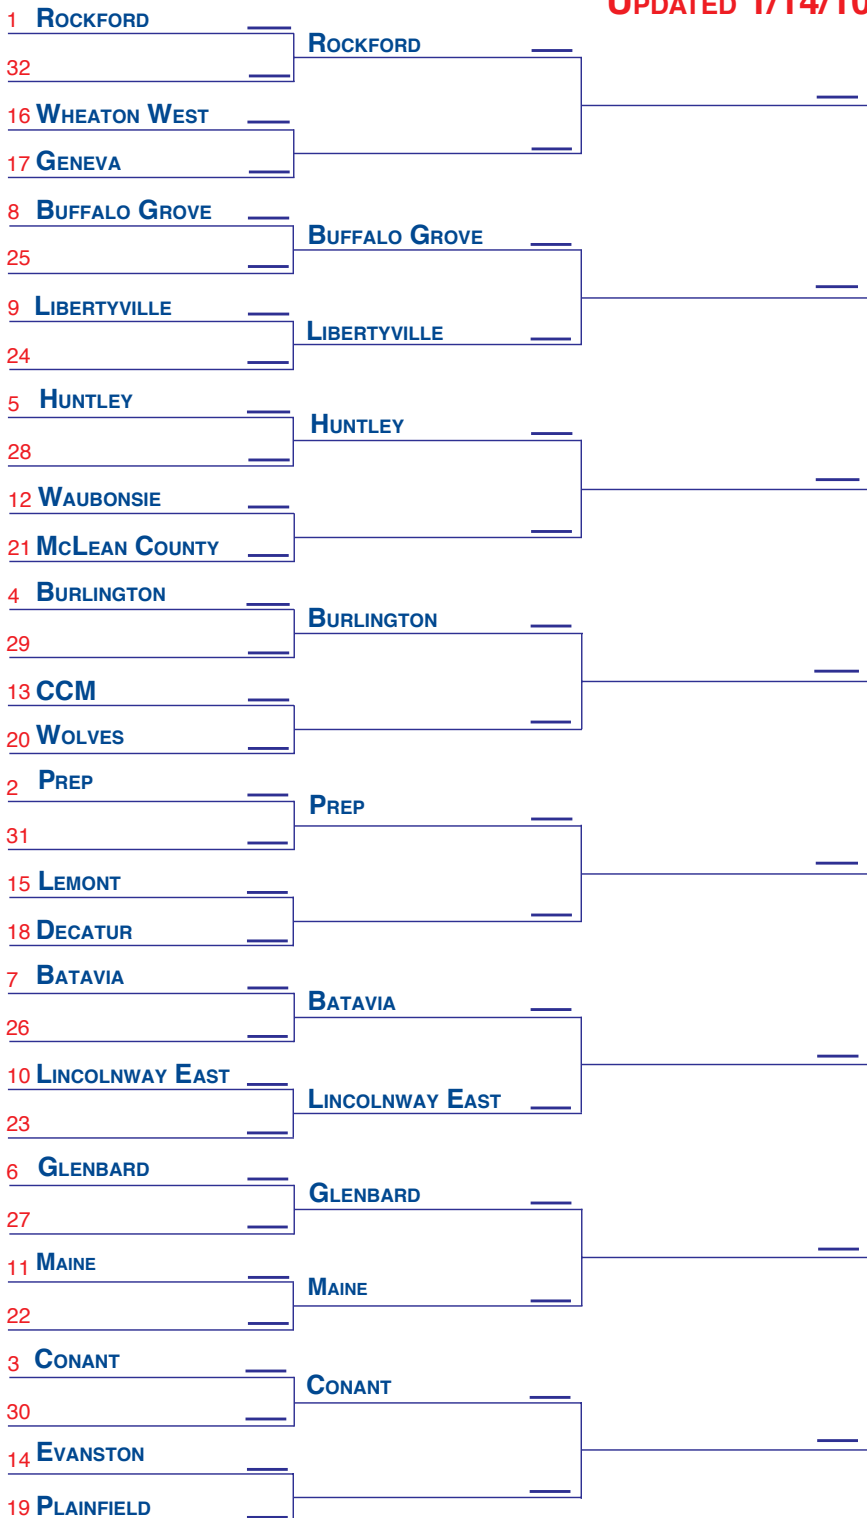 UPDATED 1/14/10
1 ROCKFORD
ROCKFORD
32
16 WHEATON WEST
17 GENEVA
8 BUFFALO GROVE
BUFFALO GROVE
25
9 LIBERTYVILLE
LIBERTYVILLE
24
5 HUNTLEY
HUNTLEY
28
12 WAUBONSIE
21 MCLEAN COUNTY
4 BURLINGTON
BURLINGTON
29
13 CCM
20 WOLVES
2 PREP
PREP
31
15 LEMONT
18 DECATUR
7 BATAVIA
BATAVIA
26
10 LINCOLNWAY EAST
LINCOLNWAY EAST
23
6 GLENBARD
GLENBARD
27
11 MAINE
MAINE
22
3 CONANT
CONANT
30
14 EVANSTON
19 PLAINFIELD